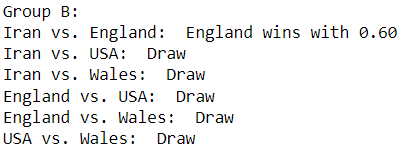 Group B:
Iran vs. England:  England wins with 0.60
Iran vs. USA:  Draw
Iran vs. Wales:  Draw
England vs. USA:  Draw
England vs. Wales:  Draw
USA vs. Wales:  Draw